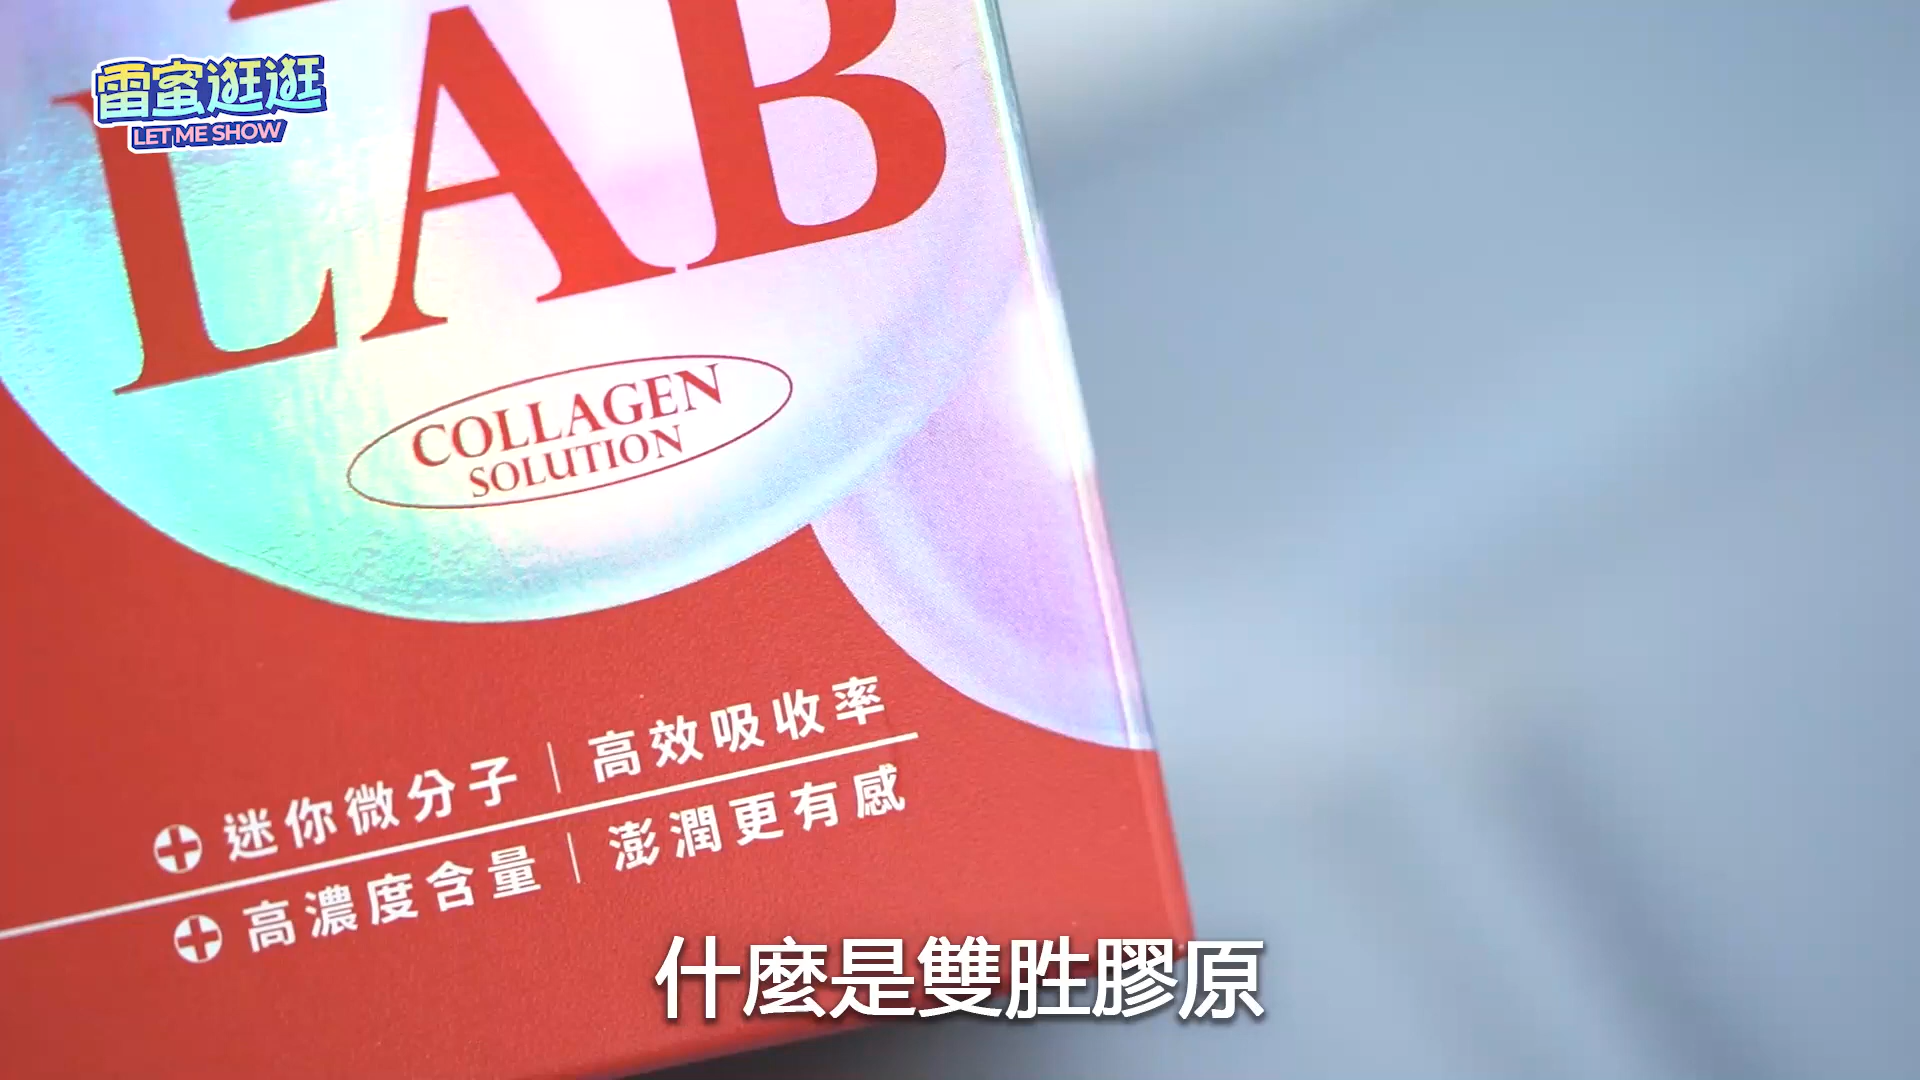 雷蜜逛逛
LET ME SHOW
LAB
COLLAGEN
SOLUTION
迷你微分子｜高效吸收率
高濃度含量｜澎潤更有感
什麼是雙胜膠原